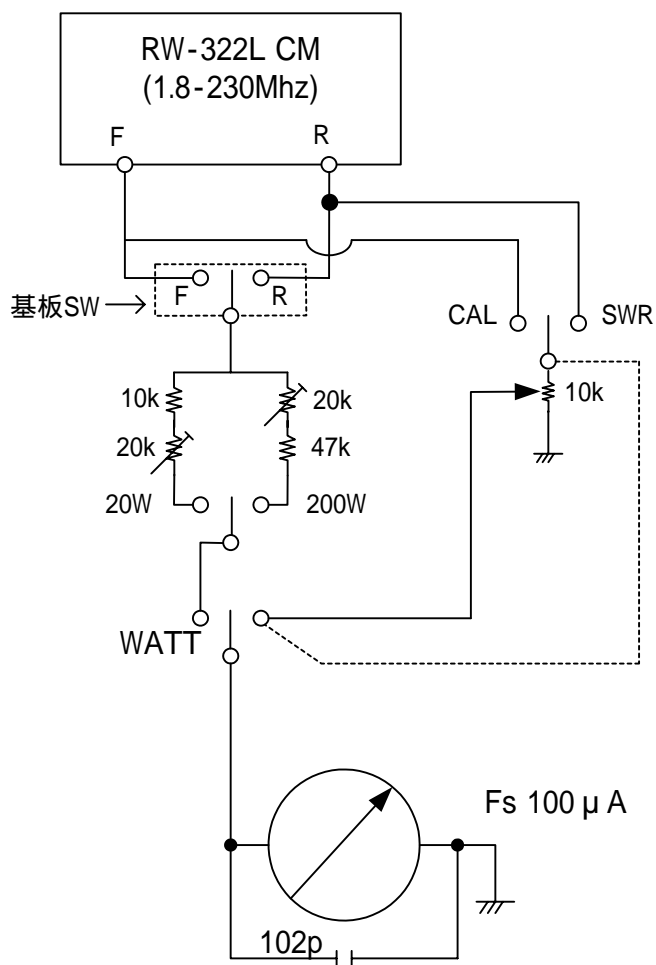 RW-322L CM
(1.8-230Mhz)
F R
F R
基板SW
CAL SWR
10k 20k
10k
20k 47k
20W 200W
WATT
Fs 100μA
102p